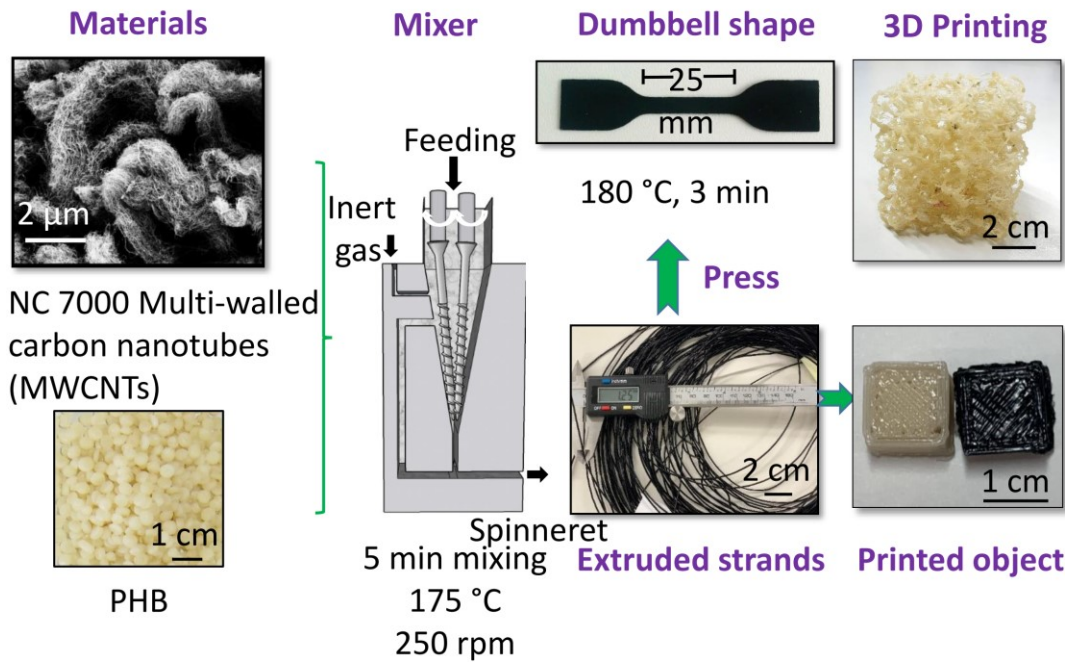 Materials
2 µm
NC 7000 Multi-walled
carbon nanotubes
(MWCNTs)
1 cm
PHB
Mixer
Feeding
Inert
gas
Spinneret
5 min mixing
175 °C
250 rpm
Dumbbell shape
25
mm
180 °C, 3 min
Press
2 cm
Extruded strands
3D Printing
2 cm
1 cm
Printed object